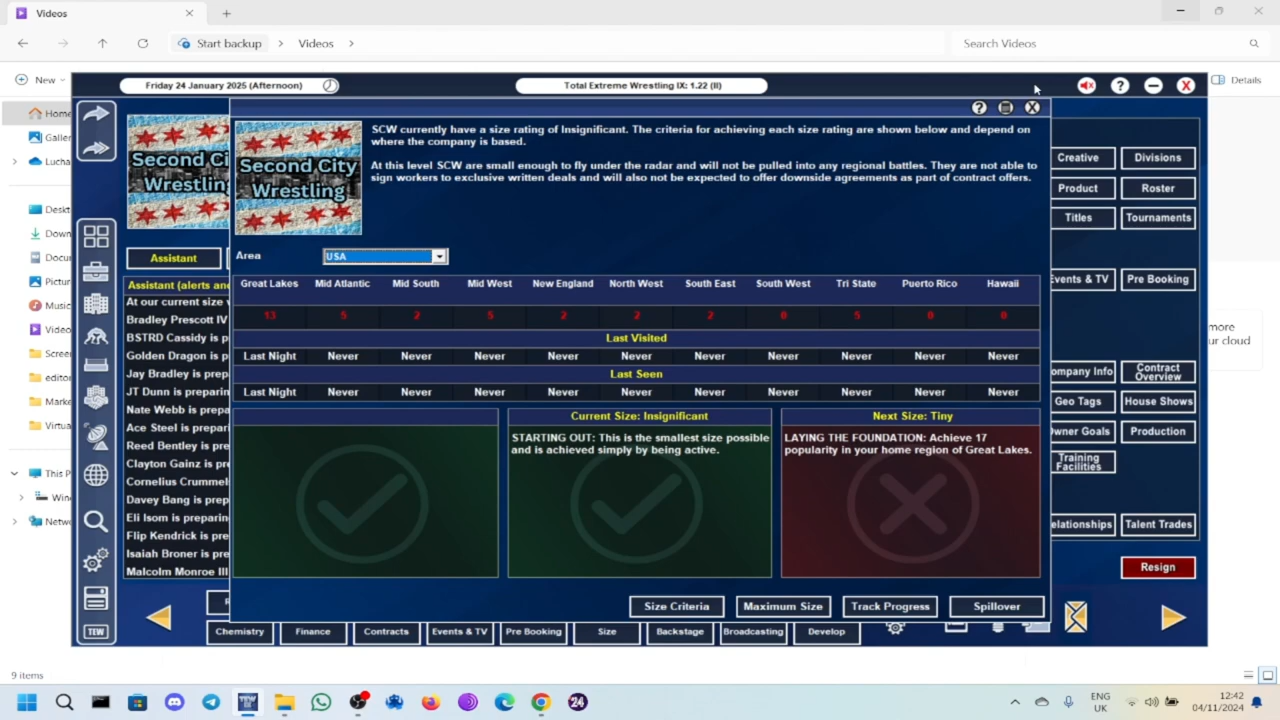 Videos
Start backup
Videos
Search Videos
New
Details
Home
Friday 24 January 2025 (Afternoon)
Total Extreme Wrestling IX: 1.22 (II)
Second City
Wrestling
SCW currently have a size rating of Insignificant. The criteria for achieving each size rating are shown below and depend on
where the company is based.
At this level SCW are small enough to fly under the radar and will not be pulled into any regional battles. They are not able to
sign workers to exclusive written deals and will also not be expected to offer downside agreements as part of contract offers.
Area
USA
Great Lakes Mid Atlantic Mid South Mid West New England North West South East South West Tri State Puerto Rico Hawaii
13 5 2 5 2 2 2 0 5 0 0
Last Visited
Last Night Never Never Never Never Never Never Never Never Never Never
Last Seen
Last Night Never Never Never Never Never Never Never Never Never Never
Current Size: Insignificant
STARTING OUT: This is the smallest size possible
and is achieved simply by being active.
Next Size: Tiny
LAYING THE FOUNDATION: Achieve 17
popularity in your home region of Great Lakes.
Size Criteria
Maximum Size
Track Progress
Spillover
Second Ci
Wrestlin
Assistant
Assistant (alerts and
At our current size
Bradley Prescott IV
BSTRD Cassidy is p
Golden Dragon is p
Jay Bradley is prep
JT Dunn is preparin
Nate Webb is prepa
Ace Steel is prepari
Reed Bentley is pre
Clayton Gainz is pre
Cornelius Crummel
Davey Bang is prep
Eli Isom is preparing
Flip Kendrick is pre
Isaiah Broner is pre
Malcolm Monroe III
Creative
Divisions
Product
Roster
Titles
Tournaments
vents & TV
Pre Booking
ompany Info
Contract
Overview
Geo Tags
House Shows
wner Goals
Production
Training
Facilities
elationships
Talent Trades
Resign
Chemistry
Finance
Contracts
Events & TV
Pre Booking
Size
Backstage
Broadcasting
Develop
TEW
Galler
Lucha
Deskt
Down
Docu
Pictur
Music
Video
Scree
editor
Marke
Virtua
This P
Wind
Netwo
more
ur cloud
9 items
TEW
24
ENG
UK
12:42
04/11/2024